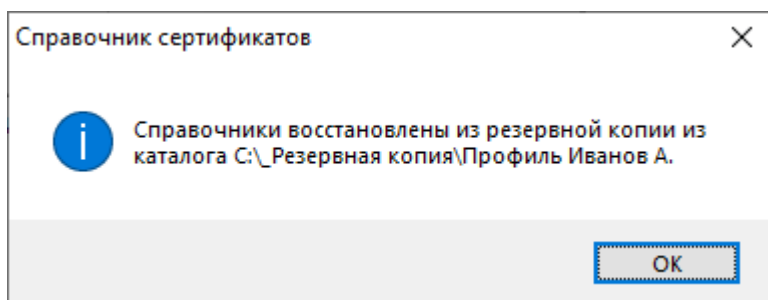 Справочник сертификатов
Справочники восстановлены из резервной копии из
каталога C:\_Резервная копия\Профиль Иванов А.
OK